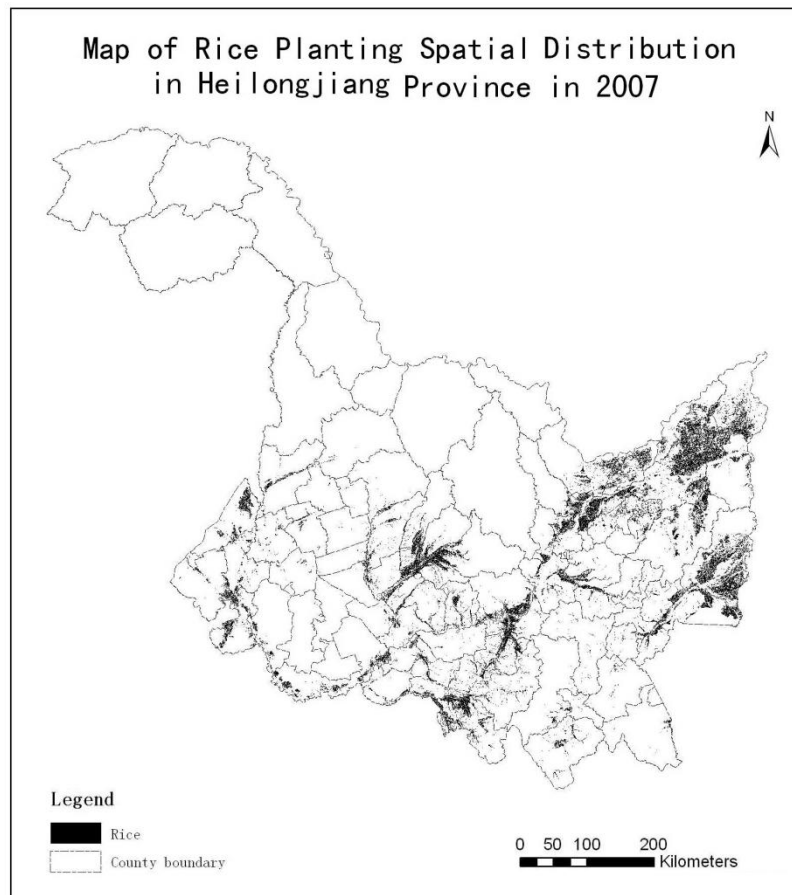 Map of Rice Planting Spatial Distribution
in Heilongjiang Province in 2007
N
Legend
Rice
County boundary
0 50 100 200
Kilometers